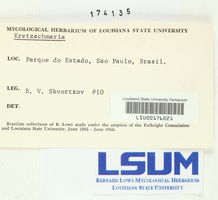 174135
MYCOLOGICAL HERBARIUM OF LOUISIANA STATE UNIVERSITY
Kretzschmaria
LOC. Parque do Estado, Sao Paulo, Brasil.
LEG. S. V. Skvortzov #10
Louisiana State University Herbarium
LSU00174021
DET.
Brazilian collections of B. Lowy made under the auspices of the Fulbright Commission
and Louisiana State University, June 1965 - June 1966.
LSUM
BERNARD LOWY MYCOLOGICAL HERBARIUM
LOUISIANA STATE UNIVERSITY